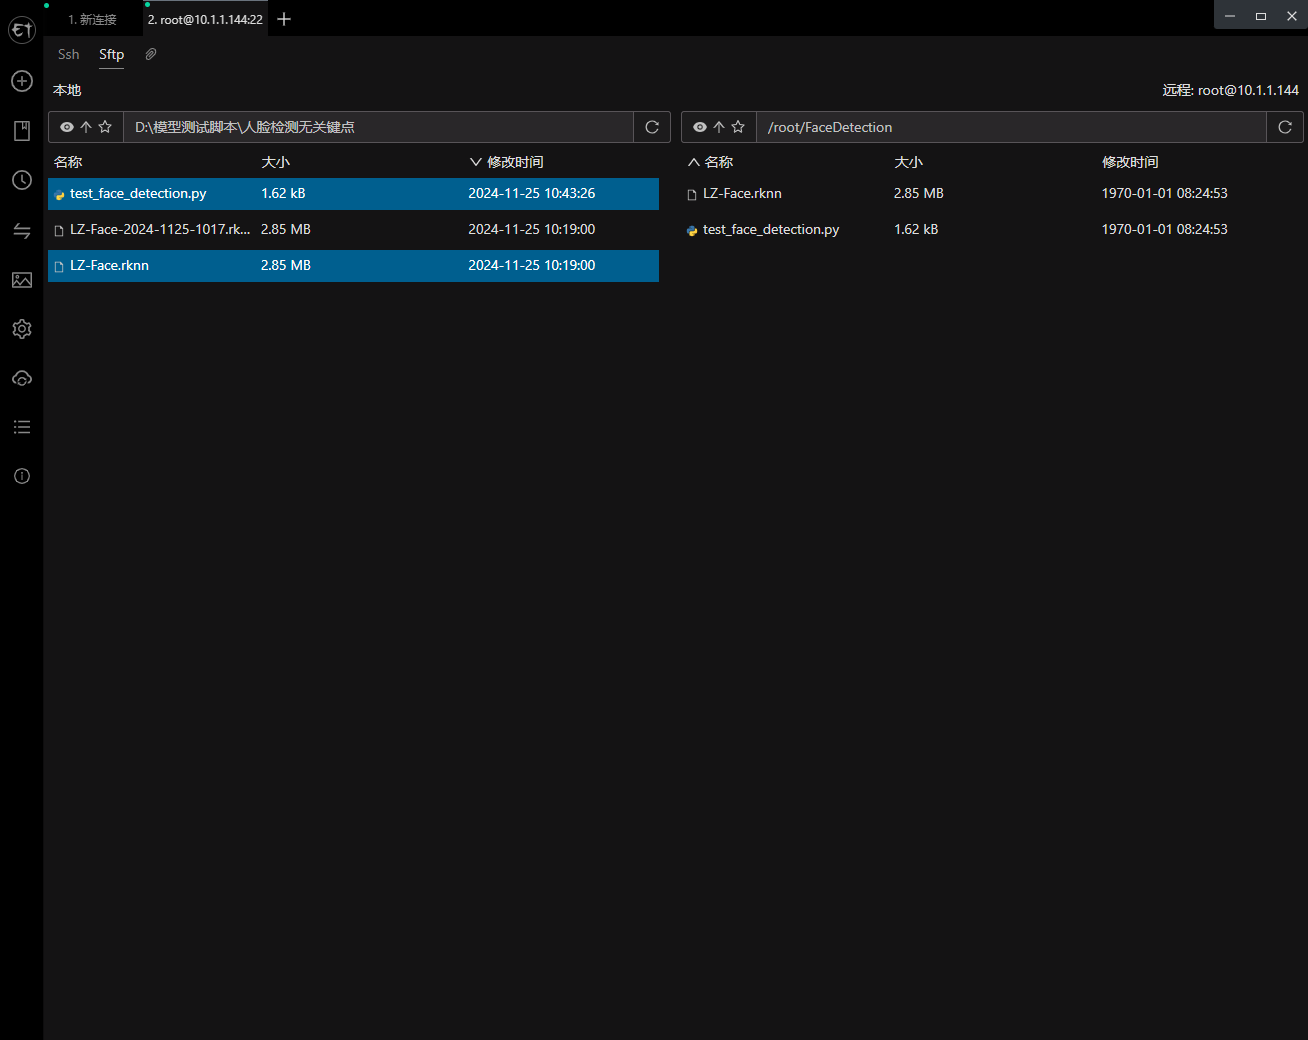 1. 新连接
2. root@10.1.1.144:22
Ssh Sftp
本地
远程: root@10.1.1.144
D:\模型测试脚本\人脸检测无关键点
/root/FaceDetection
名称 大小 修改时间
名称 大小 修改时间
test_face_detection.py 1.62 kB 2024-11-25 10:43:26
LZ-Face-2024-1125-1017.rk... 2.85 MB 2024-11-25 10:19:00
LZ-Face.rknn 2.85 MB 2024-11-25 10:19:00
LZ-Face.rknn 2.85 MB 1970-01-01 08:24:53
test_face_detection.py 1.62 kB 1970-01-01 08:24:53